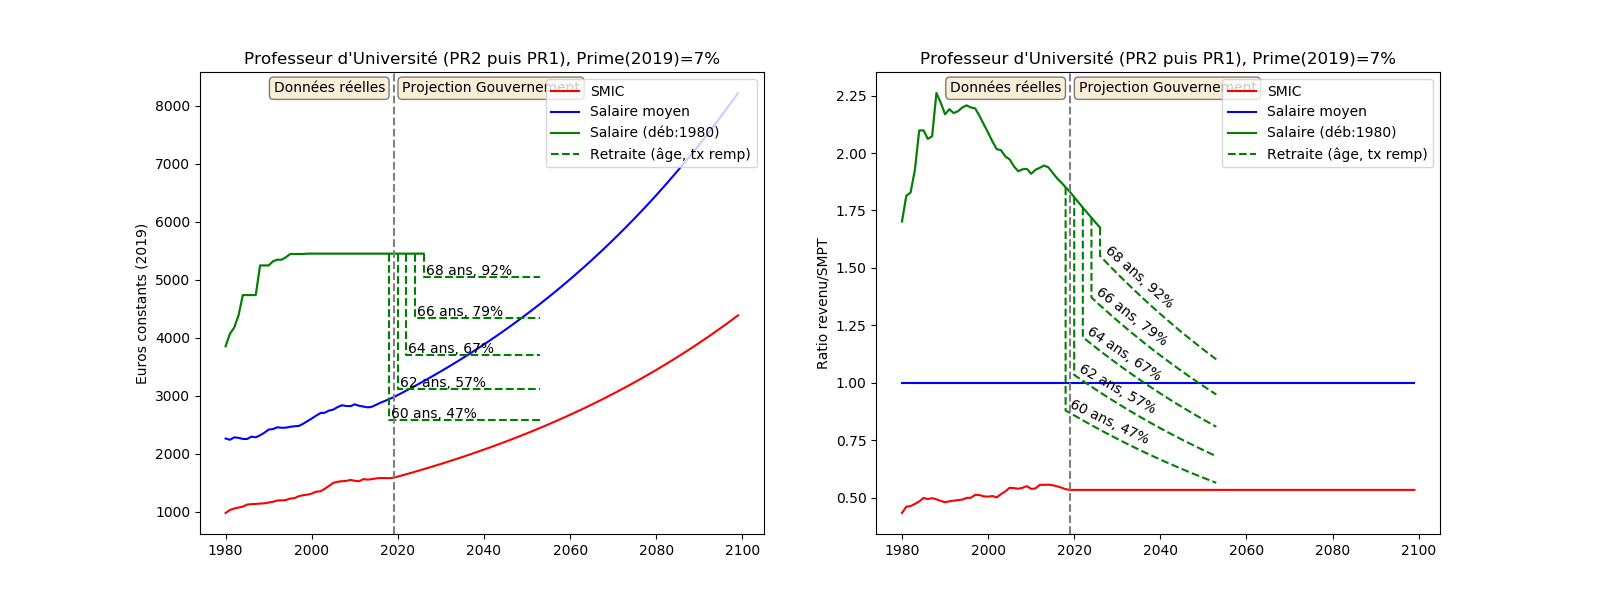 Professeur d'Université (PR2 puis PR1), Prime(2019)=7%
Données réelles
Projection Gouvernement
SMIC
Salaire moyen
Salaire (déb:1980)
Retraite (âge, tx remp)
Euros constants (2019)
8000
7000
6000
5000
4000
3000
2000
1000
68 ans, 92%
66 ans, 79%
64 ans, 67%
62 ans, 57%
60 ans, 47%
1980 2000 2020 2040 2060 2080 2100
Professeur d'Université (PR2 puis PR1), Prime(2019)=7%
Données réelles
Projection Gouvernement
SMIC
Salaire moyen
Salaire (déb:1980)
Retraite (âge, tx remp)
Ratio revenu/SMPT
2.25
2.00
1.75
1.50
1.25
1.00
0.75
0.50
68 ans, 92%
66 ans, 79%
64 ans, 67%
62 ans, 57%
60 ans, 47%
1980 2000 2020 2040 2060 2080 2100